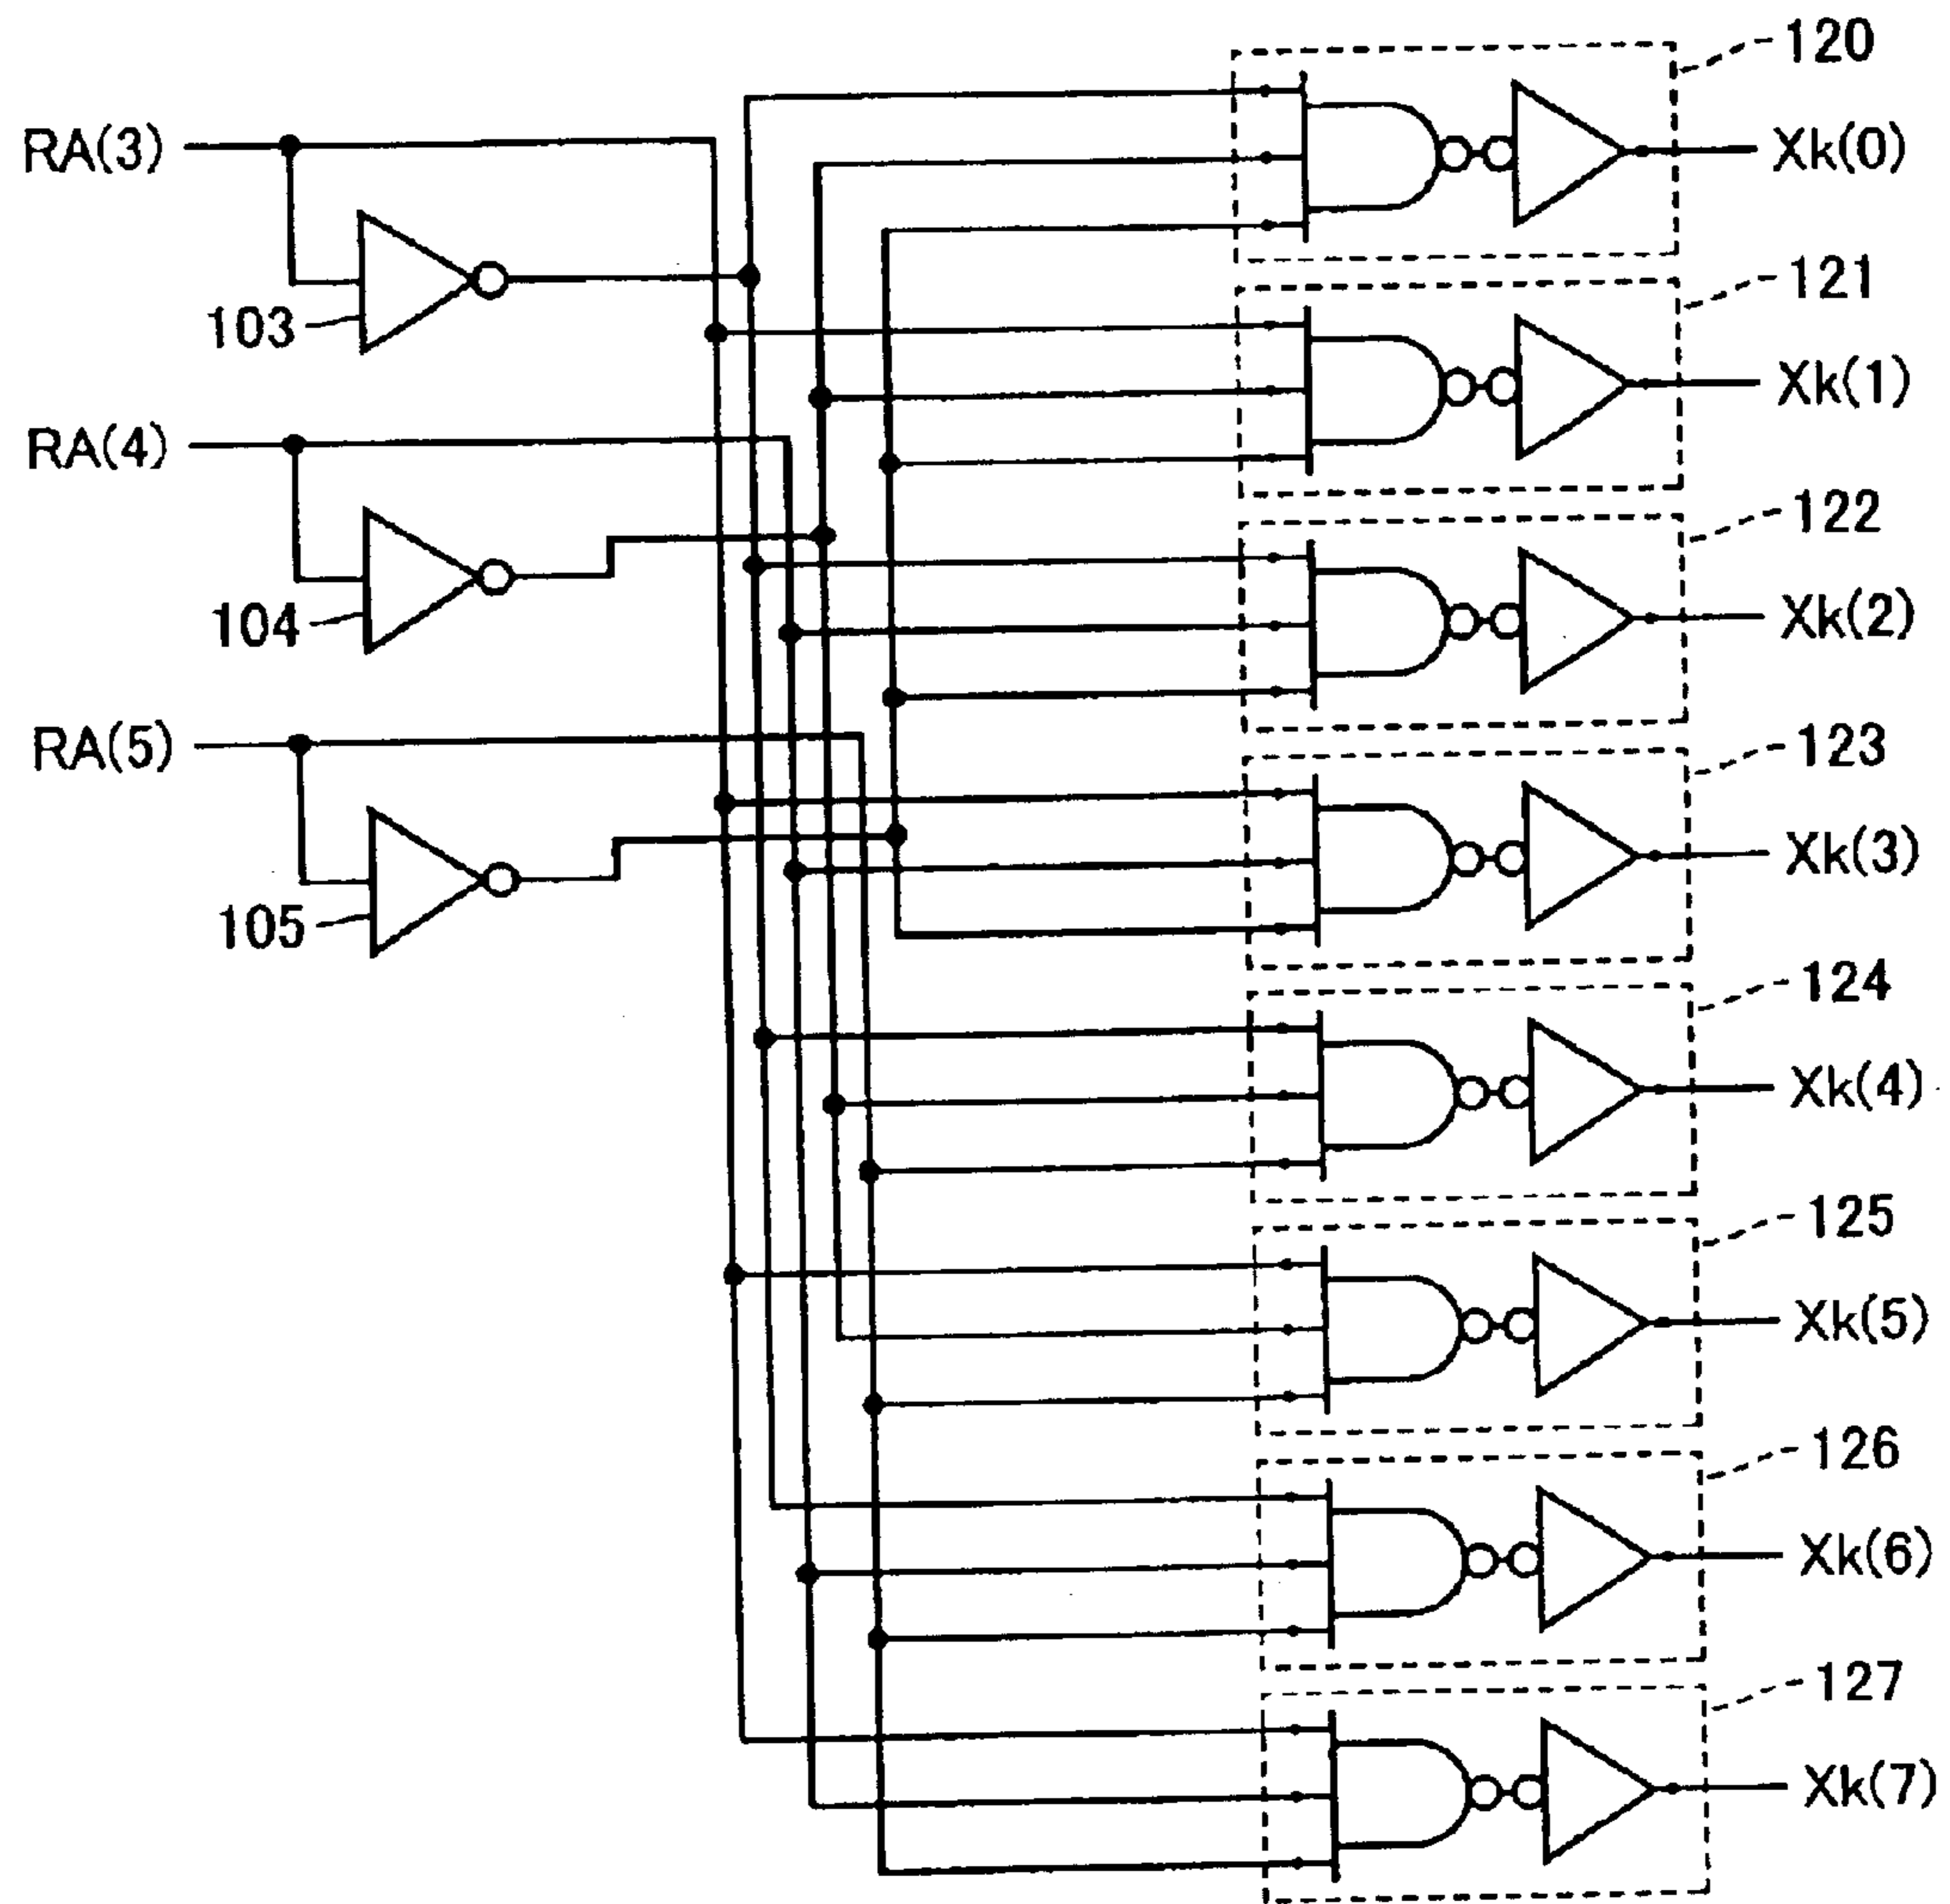 120
RA(3)
Xk(0)
103
121
Xk(1)
RA(4)
122
104
Xk(2)
RA(5)
123
105
Xk(3)
124
Xk(4)
125
Xk(5)
126
Xk(6)
127
Xk(7)